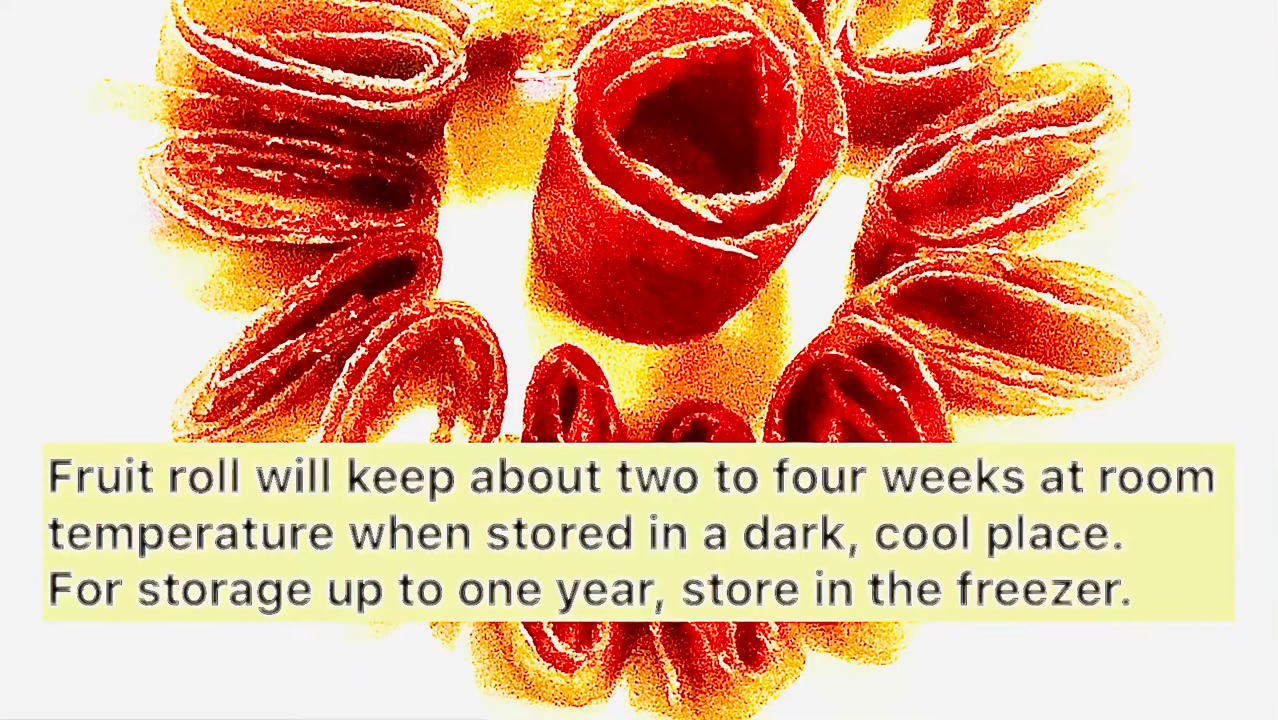 Fruit roll will keep about two to four weeks at room
temperature when stored in a dark, cool place.
For storage up to one year, store in the freezer.